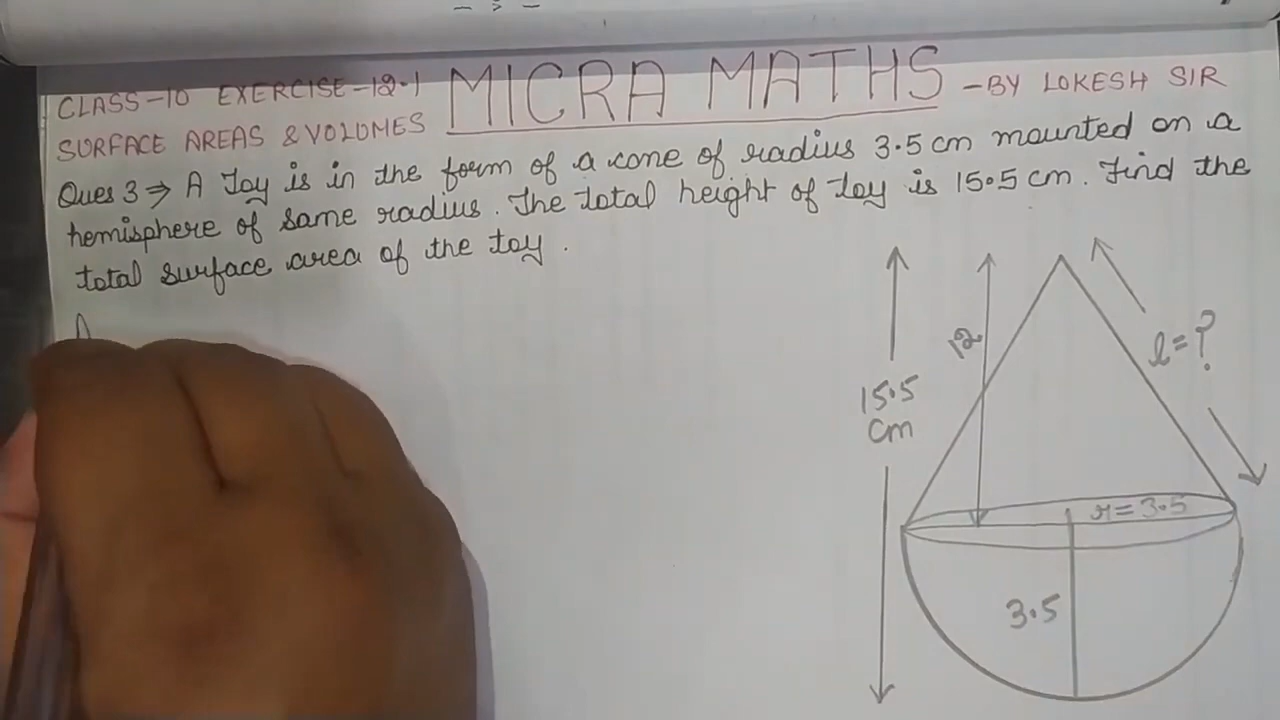 CLASS-10 EXERCISE-12.1 MICRA MATHS -BY LOKESH SIR
SURFACE AREAS & VOLUMES
Ques 3 ⇒ A Toy is in the form of a cone of radius 3.5 cm mounted on a
hemisphere of same radius. The total height of toy is 15.5 cm. Find the
total surface area of the toy.
12
l=?
15.5
cm
r=3.5
3.5